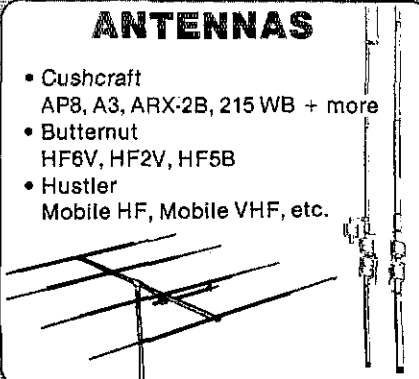 ANTENNAS
• Cushcraft
AP8, A3, ARX-2B, 215 WB + more
• Butternut
HF6V, HF2V, HF5B
• Hustler
Mobile HF, Mobile VHF, etc.